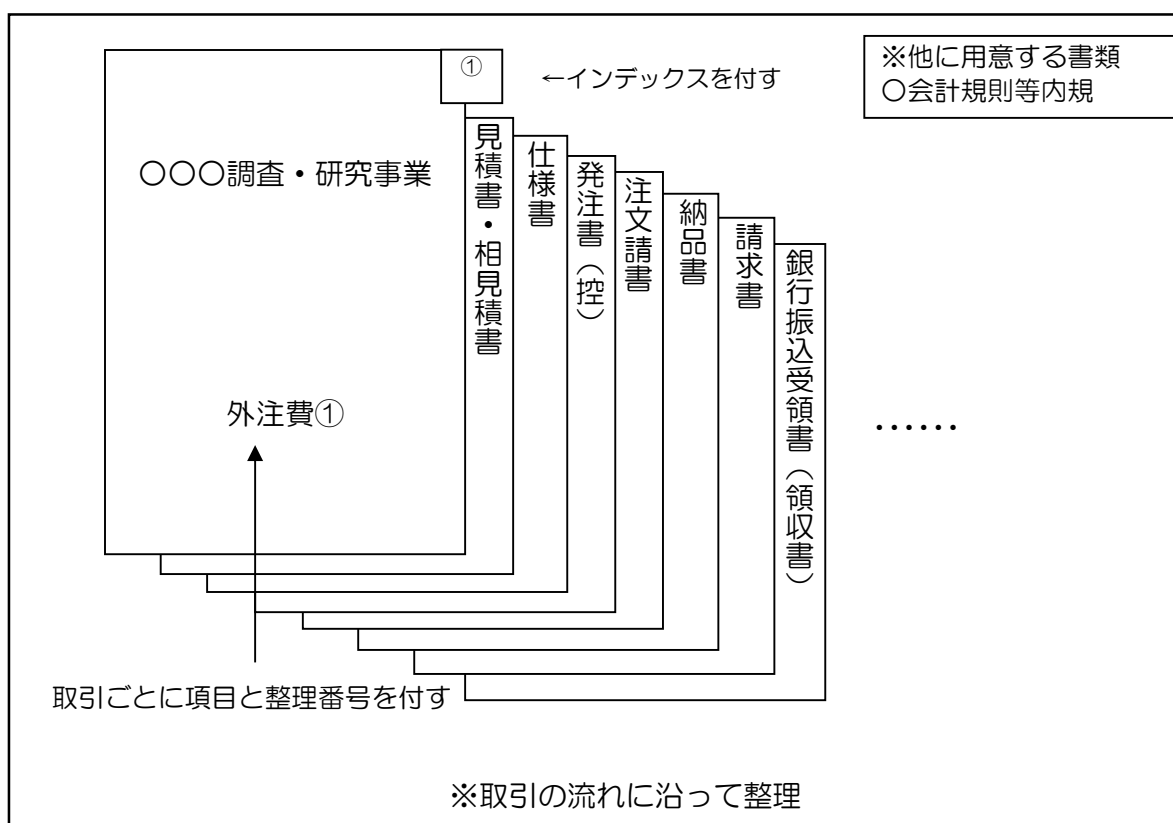 ①
←インデックスを付す
※他に用意する書類
〇会計規則等内規
〇〇〇調査・研究事業
見積書・相見積書
仕様書
発注書（控）
注文請書
納品書
請求書
銀行振込受領書（領収書）
……
外注費①
取引ごとに項目と整理番号を付す
※取引の流れに沿って整理